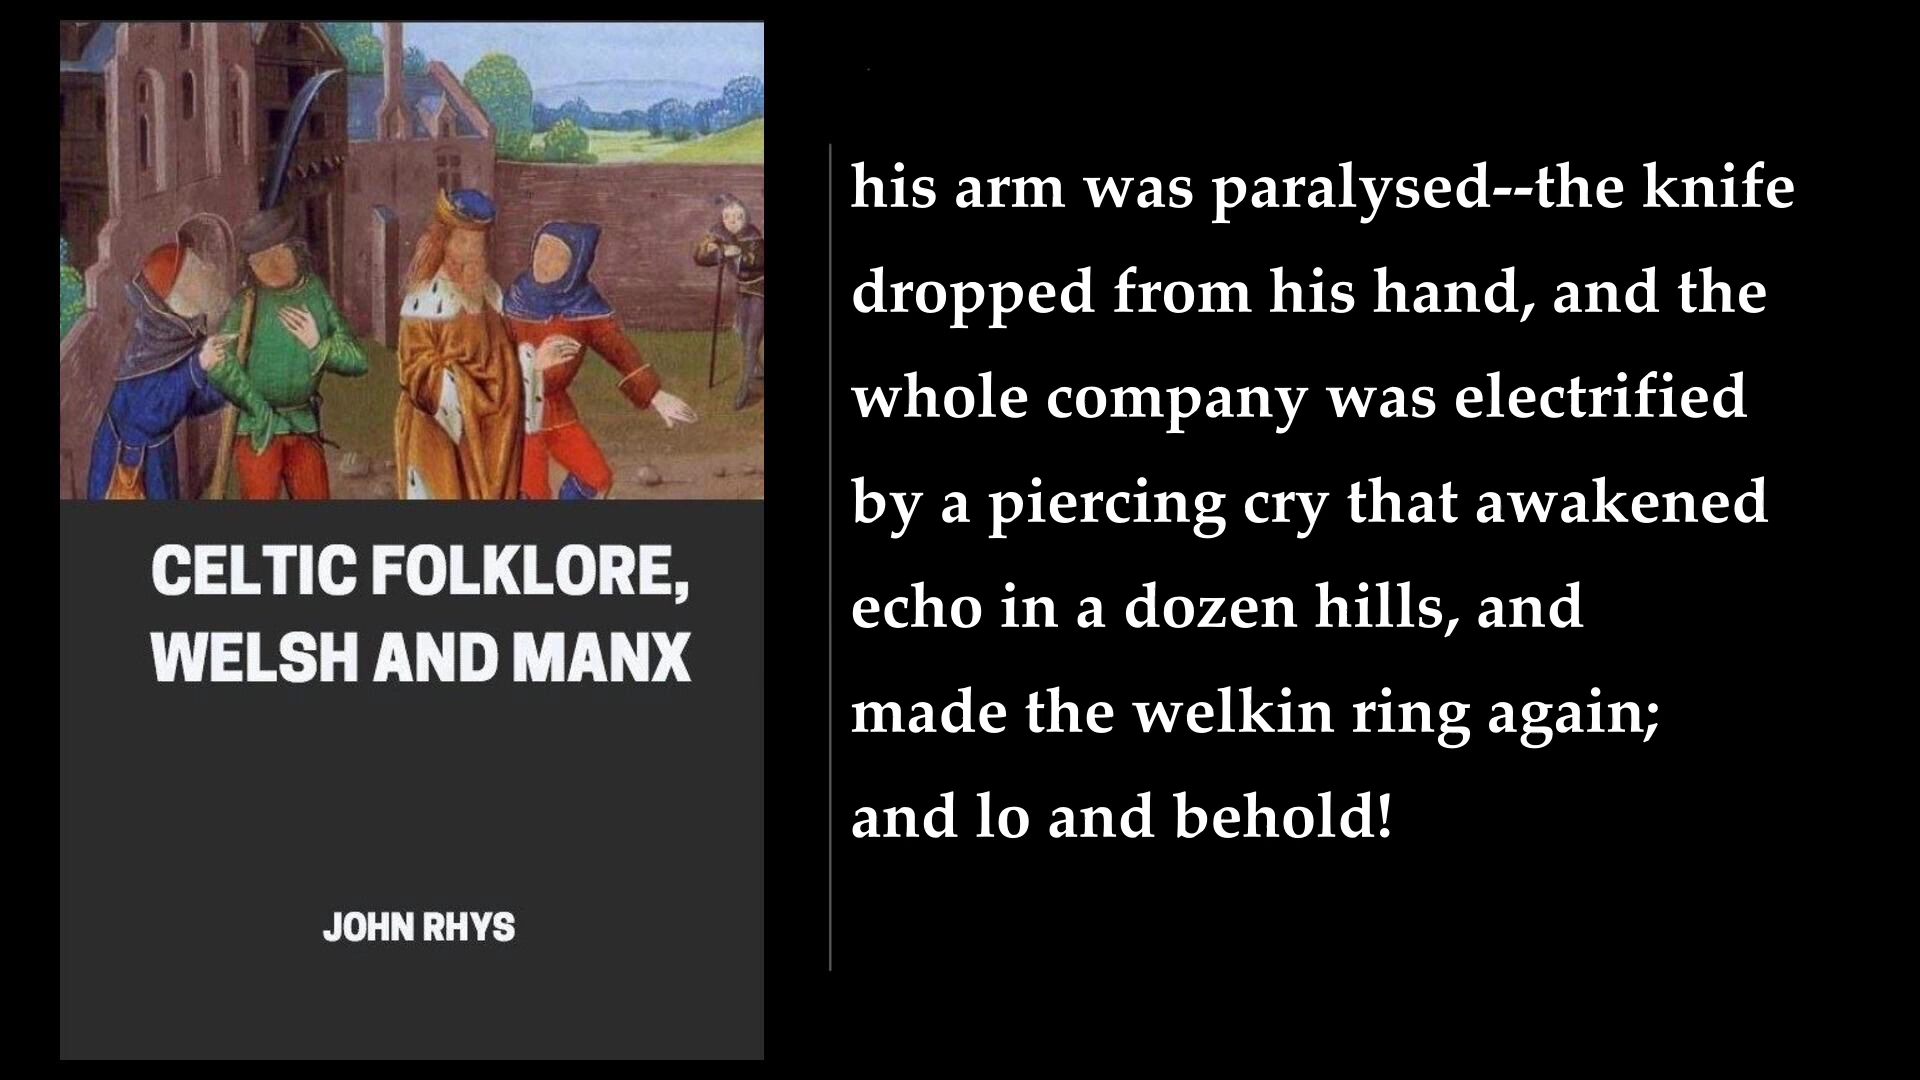 CELTIC FOLKLORE,
WELSH AND MANX
JOHN RHYS
his arm was paralysed--the knife
dropped from his hand, and the
whole company was electrified
by a piercing cry that awakened
echo in a dozen hills, and
made the welkin ring again;
and lo and behold!